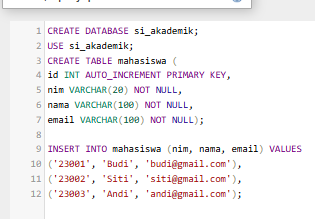 1 CREATE DATABASE si_akademik;
2 USE si_akademik;
3 CREATE TABLE mahasiswa (
4 id INT AUTO_INCREMENT PRIMARY KEY,
5 nim VARCHAR(20) NOT NULL,
6 nama VARCHAR(100) NOT NULL,
7 email VARCHAR(100) NOT NULL);
8
9 INSERT INTO mahasiswa (nim, nama, email) VALUES
10 ('23001', 'Budi', 'budi@gmail.com'),
11 ('23002', 'Siti', 'siti@gmail.com'),
12 ('23003', 'Andi', 'andi@gmail.com');